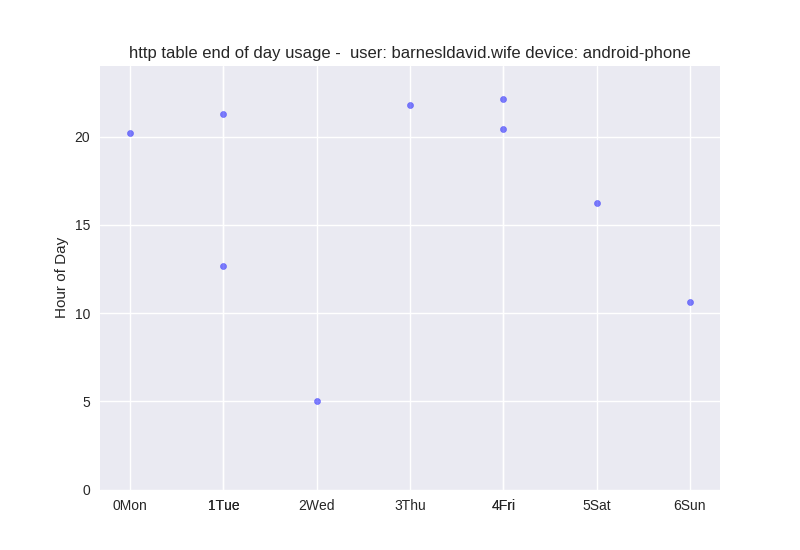 http table end of day usage -  user: barnesldavid.wife device: android-phone
Hour of Day
20
15
10
5
0
0Mon 1Tue 2Wed 3Thu 4Fri 5Sat 6Sun